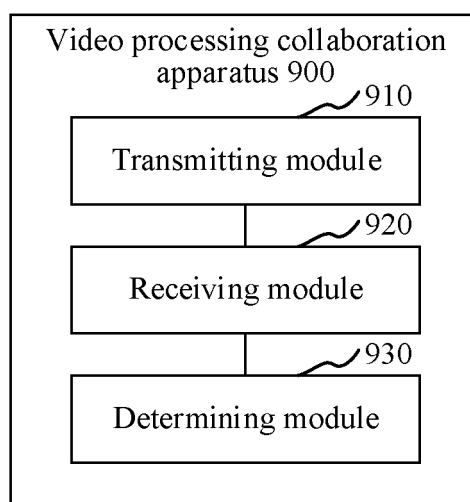 Video processing collaboration
apparatus 900
910
Transmitting module
920
Receiving module
930
Determining module